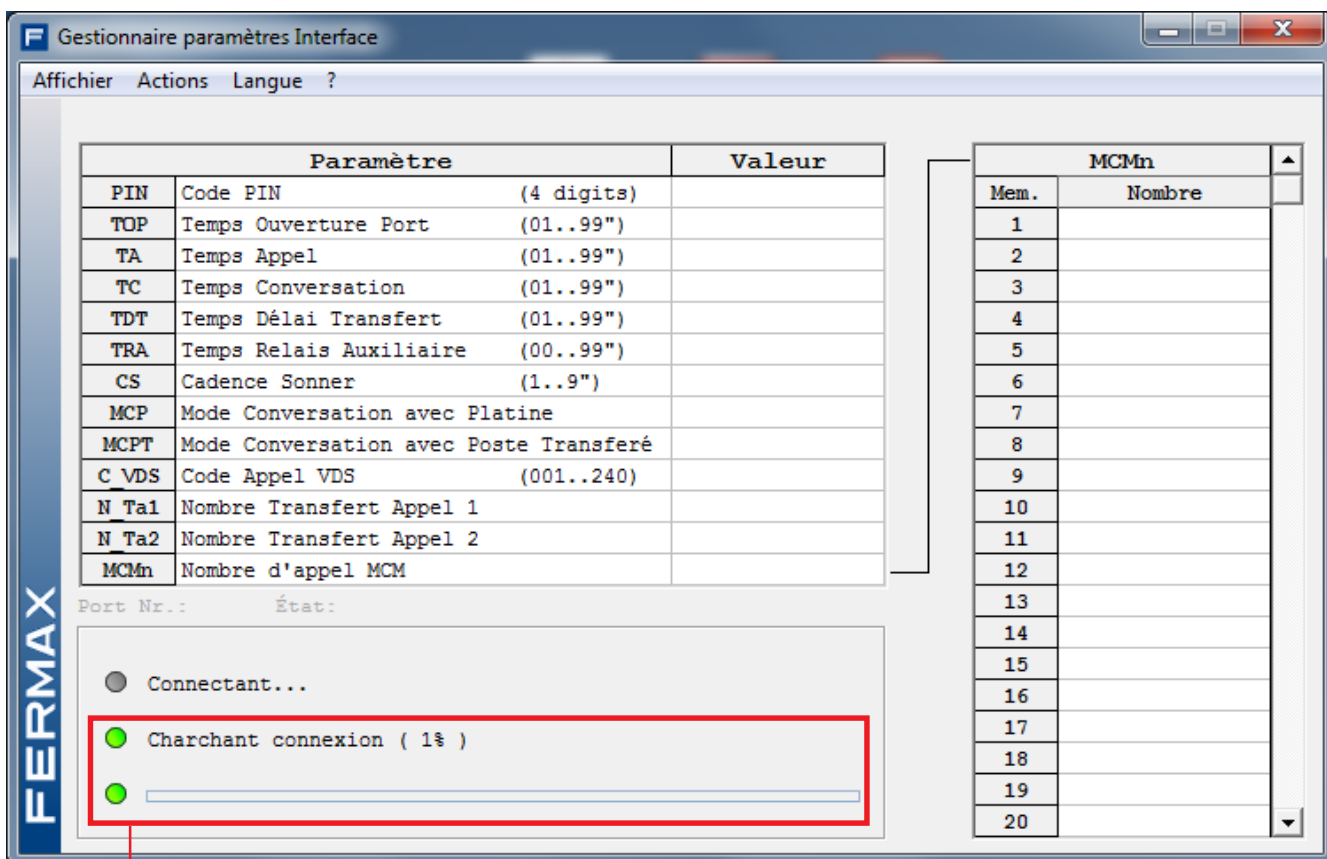 Gestionnaire paramètres Interface
Affichier Actions Langue ?
Paramètre Valeur
PIN Code PIN (4 digits)
TOP Temps Ouverture Port (01..99")
TA Temps Appel (01..99")
TC Temps Conversation (01..99")
TDT Temps Délai Transfert (01..99")
TRA Temps Relais Auxiliaire (00..99")
CS Cadence Sonner (1..9")
MCP Mode Conversation avec Platine
MCPT Mode Conversation avec Poste Transferé
C_VDS Code Appel VDS (001..240)
N_Ta1 Nombre Transfert Appel 1
N_Ta2 Nombre Transfert Appel 2
MCMn Nombre d'appel MCM
Port Nr.: État:
Connectant...
Charchant connexion ( 1% )
MCMn
Mem. Nombre
1
2
3
4
5
6
7
8
9
10
11
12
13
14
15
16
17
18
19
20
FERMAX